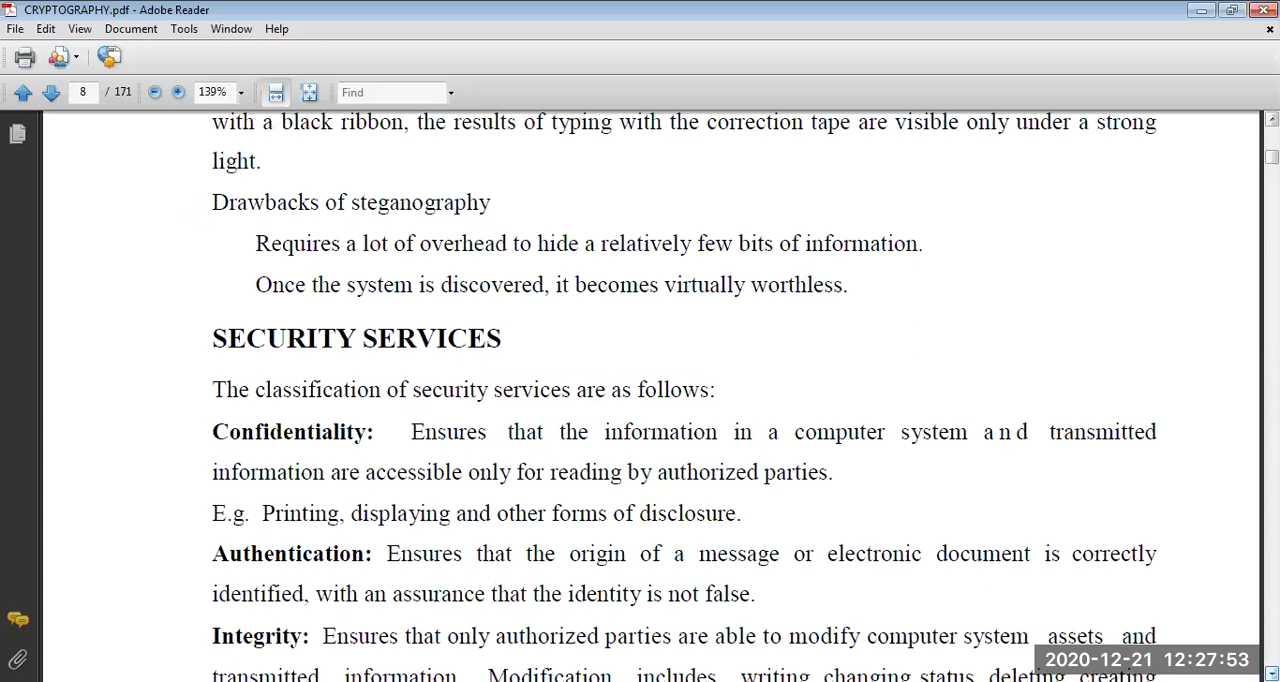 CRYPTOGRAPHY.pdf - Adobe Reader
File Edit View Document Tools Window Help
8 / 171 139% Find
with a black ribbon, the results of typing with the correction tape are visible only under a strong
light.
Drawbacks of steganography
Requires a lot of overhead to hide a relatively few bits of information.
Once the system is discovered, it becomes virtually worthless.
SECURITY SERVICES
The classification of security services are as follows:
Confidentiality: Ensures that the information in a computer system a n d transmitted
information are accessible only for reading by authorized parties.
E.g. Printing, displaying and other forms of disclosure.
Authentication: Ensures that the origin of a message or electronic document is correctly
identified, with an assurance that the identity is not false.
Integrity: Ensures that only authorized parties are able to modify computer system assets and
transmitted information. Modification includes writing, changing status, deleting, creating
2020-12-21 12:27:53